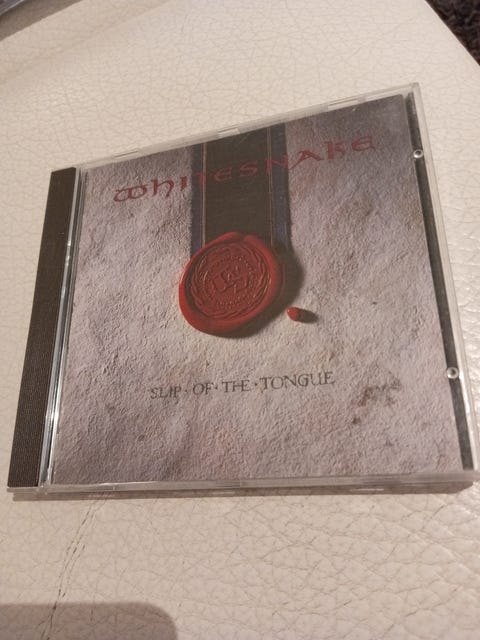 WHITESNAKE
SLIP · OF · THE · TONGUE